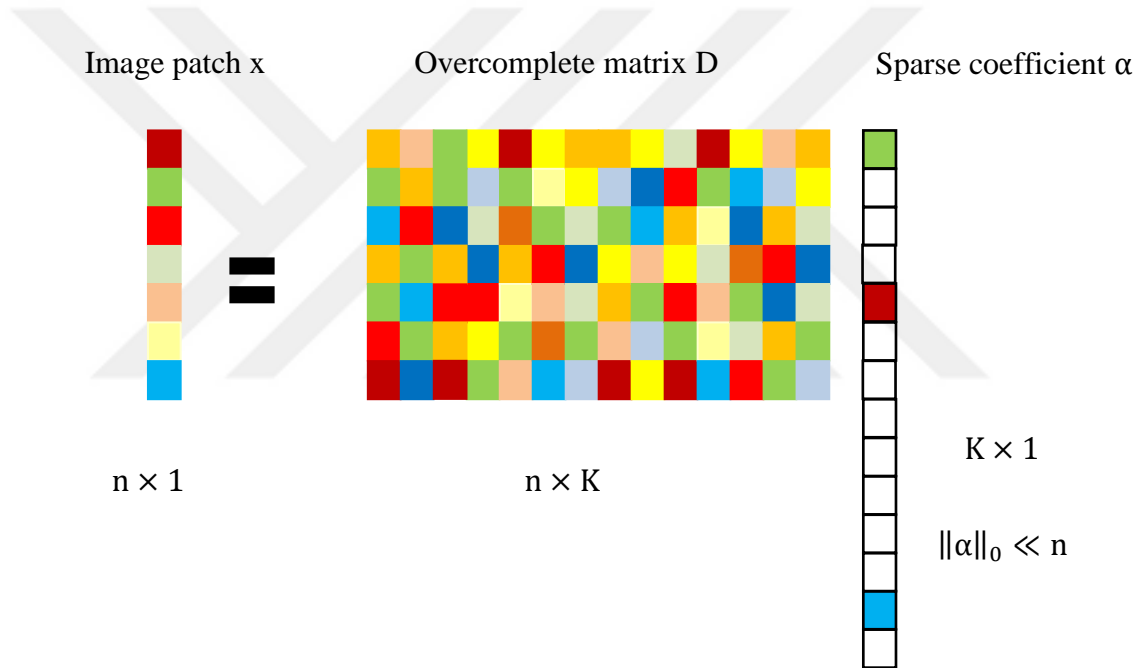 Image patch x
Overcomplete matrix D
Sparse coefficient α
=
n × 1
n × K
K × 1
‖α‖₀ ≪ n